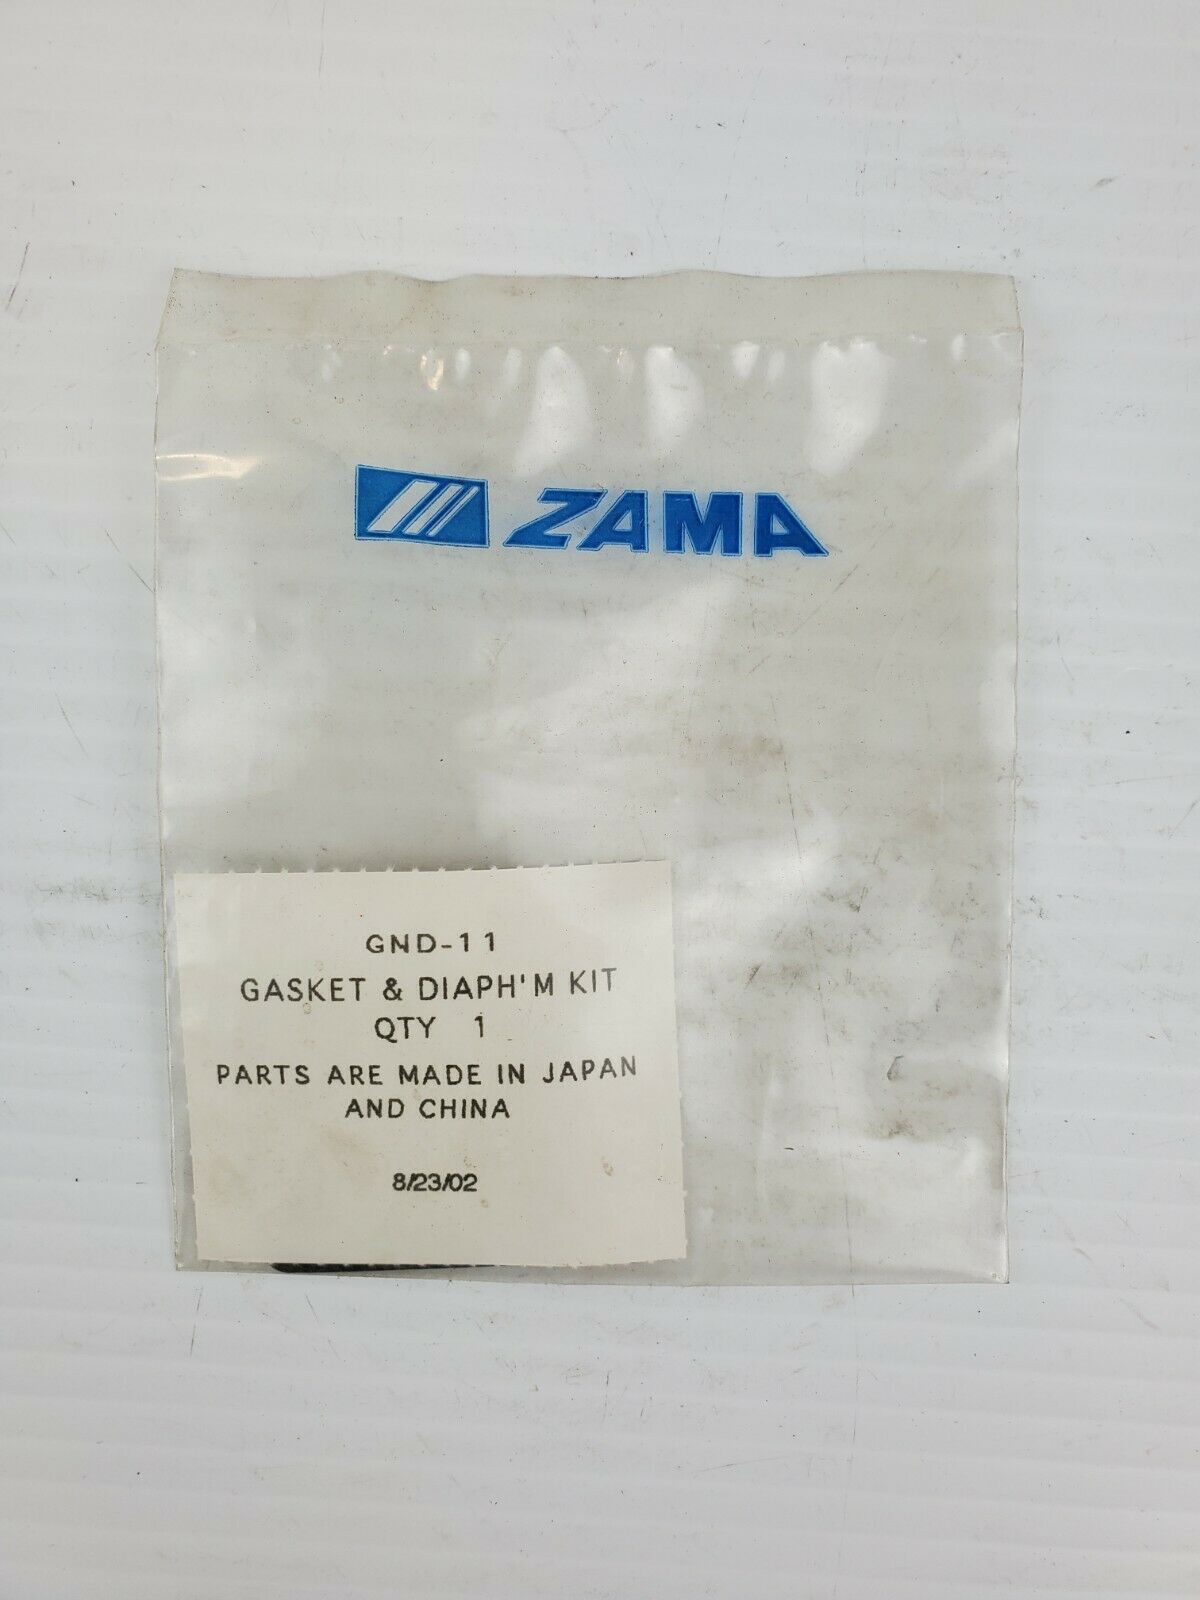 ZAMA
GND-11
GASKET & DIAPH'M KIT
QTY 1
PARTS ARE MADE IN JAPAN
AND CHINA
8/23/02